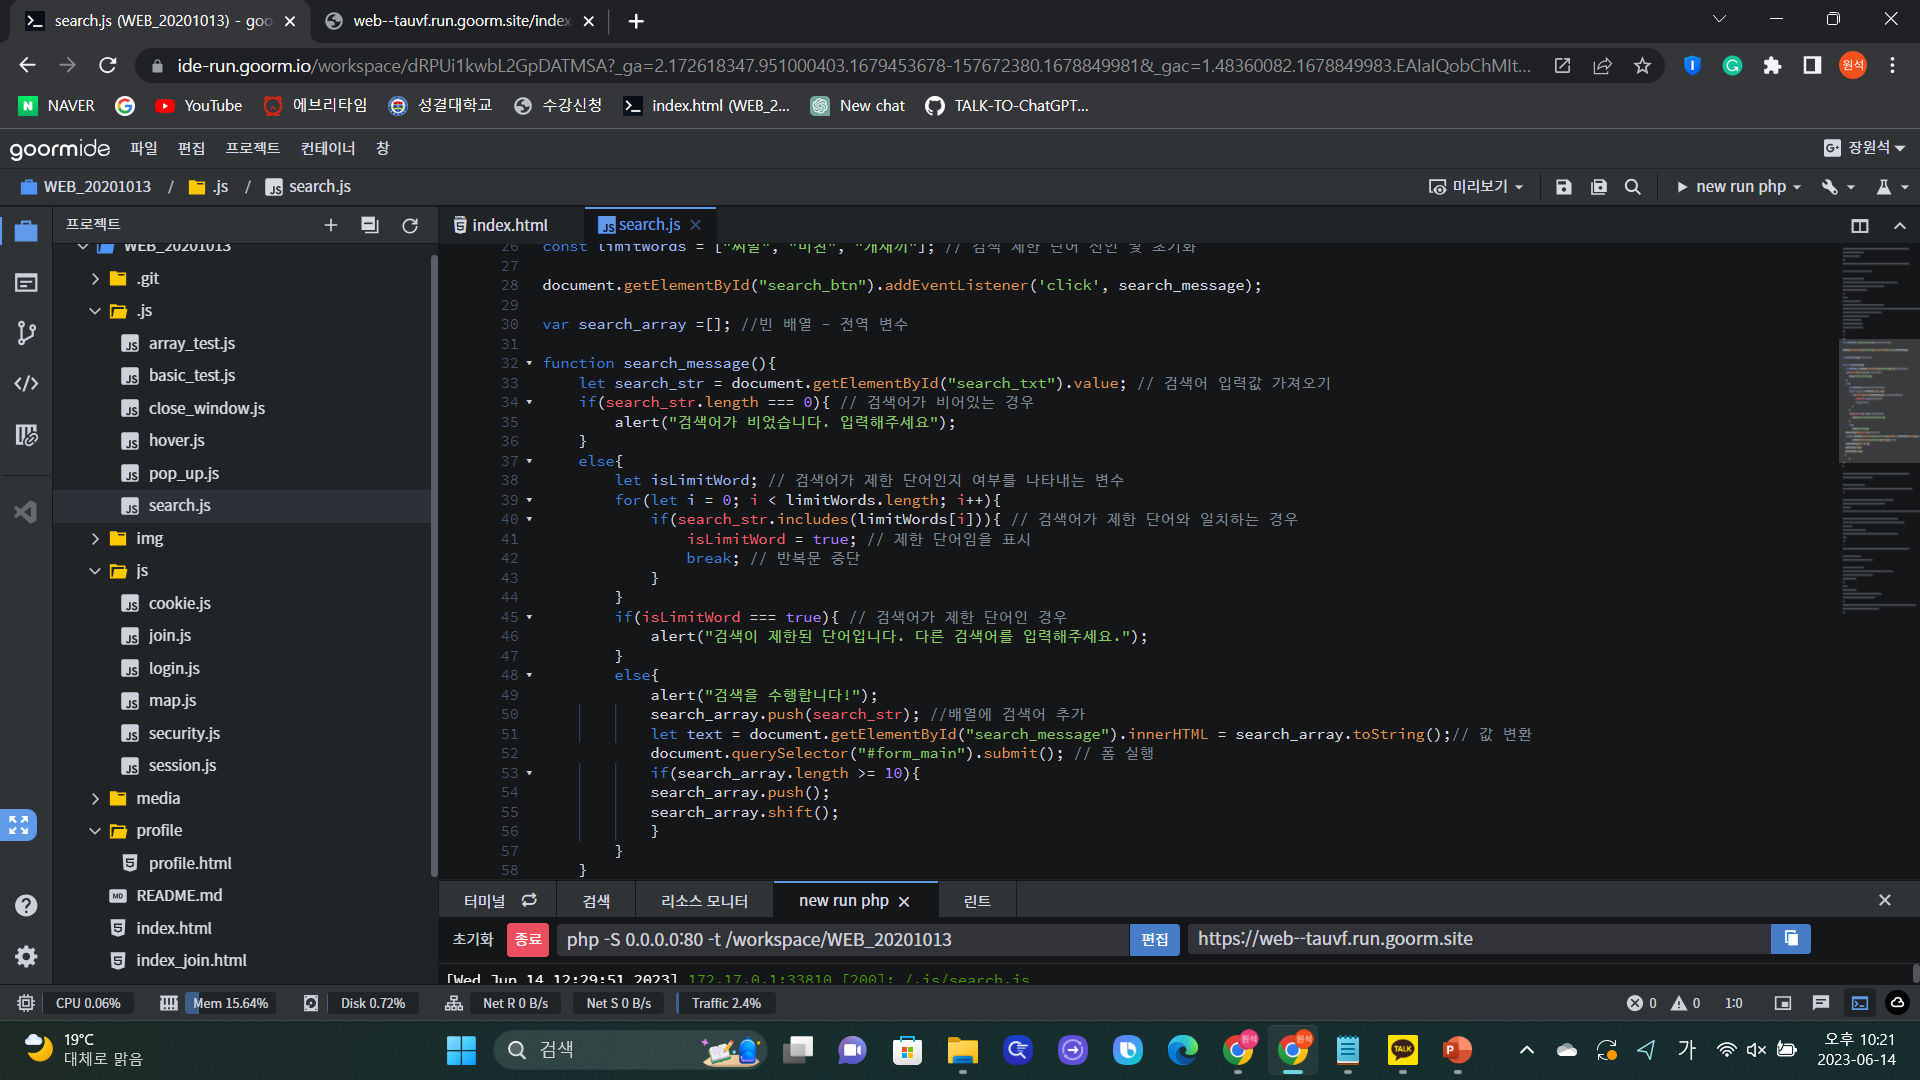 search.js (WEB_20201013) - goo
web--tauvf.run.goorm.site/index
ide-run.goorm.io/workspace/dRPUi1kwbL2GpDATMSA?_ga=2.172618347.951000403.1679453678-157672380.1678849981&_gac=1.48360082.1678849983.EAIaIQobChMIt...
원석
NAVER
YouTube
에브리타임
성결대학교
수강신청
index.html (WEB_2...
New chat
TALK-TO-ChatGPT...
goormide 파일 편집 프로젝트 컨테이너 창
장원석
WEB_20201013 / .js / search.js
미리보기
new run php
프로젝트
index.html
search.js
WEB_20201013
.git
.js
array_test.js
basic_test.js
close_window.js
hover.js
pop_up.js
search.js
img
js
cookie.js
join.js
login.js
map.js
security.js
session.js
media
profile
profile.html
README.md
index.html
index_join.html
26 const limitWords = ["씨발", "미친", "개새끼"]; // 검색 제한 단어 선언 및 초기화
27
28 document.getElementById("search_btn").addEventListener('click', search_message);
29
30 var search_array =[]; //빈 배열 - 전역 변수
31
32 function search_message(){
33 let search_str = document.getElementById("search_txt").value; // 검색어 입력값 가져오기
34 if(search_str.length === 0){ // 검색어가 비어있는 경우
35 alert("검색어가 비었습니다. 입력해주세요");
36 }
37 else{
38 let isLimitWord; // 검색어가 제한 단어인지 여부를 나타내는 변수
39 for(let i = 0; i < limitWords.length; i++){
40 if(search_str.includes(limitWords[i])){ // 검색어가 제한 단어와 일치하는 경우
41 isLimitWord = true; // 제한 단어임을 표시
42 break; // 반복문 중단
43 }
44 }
45 if(isLimitWord === true){ // 검색어가 제한 단어인 경우
46 alert("검색이 제한된 단어입니다. 다른 검색어를 입력해주세요.");
47 }
48 else{
49 alert("검색을 수행합니다!");
50 search_array.push(search_str); //배열에 검색어 추가
51 let text = document.getElementById("search_message").innerHTML = search_array.toString();// 값 변환
52 document.querySelector("#form_main").submit(); // 폼 실행
53 if(search_array.length >= 10){
54 search_array.push();
55 search_array.shift();
56 }
57 }
58 }
터미널 검색 리소스 모니터 new run php 린트
초기화 종료 php -S 0.0.0.0:80 -t /workspace/WEB_20201013 편집 https://web--tauvf.run.goorm.site
[Wed Jun 14 12:29:51 2023] 172.17.0.1:33810 [200]: /.js/search.js
CPU 0.06% Mem 15.64% Disk 0.72% Net R 0 B/s Net S 0 B/s Traffic 2.4%
0 0 1:0
19°C
대체로 맑음
검색
원석
원석
TALK
가
오후 10:21
2023-06-14